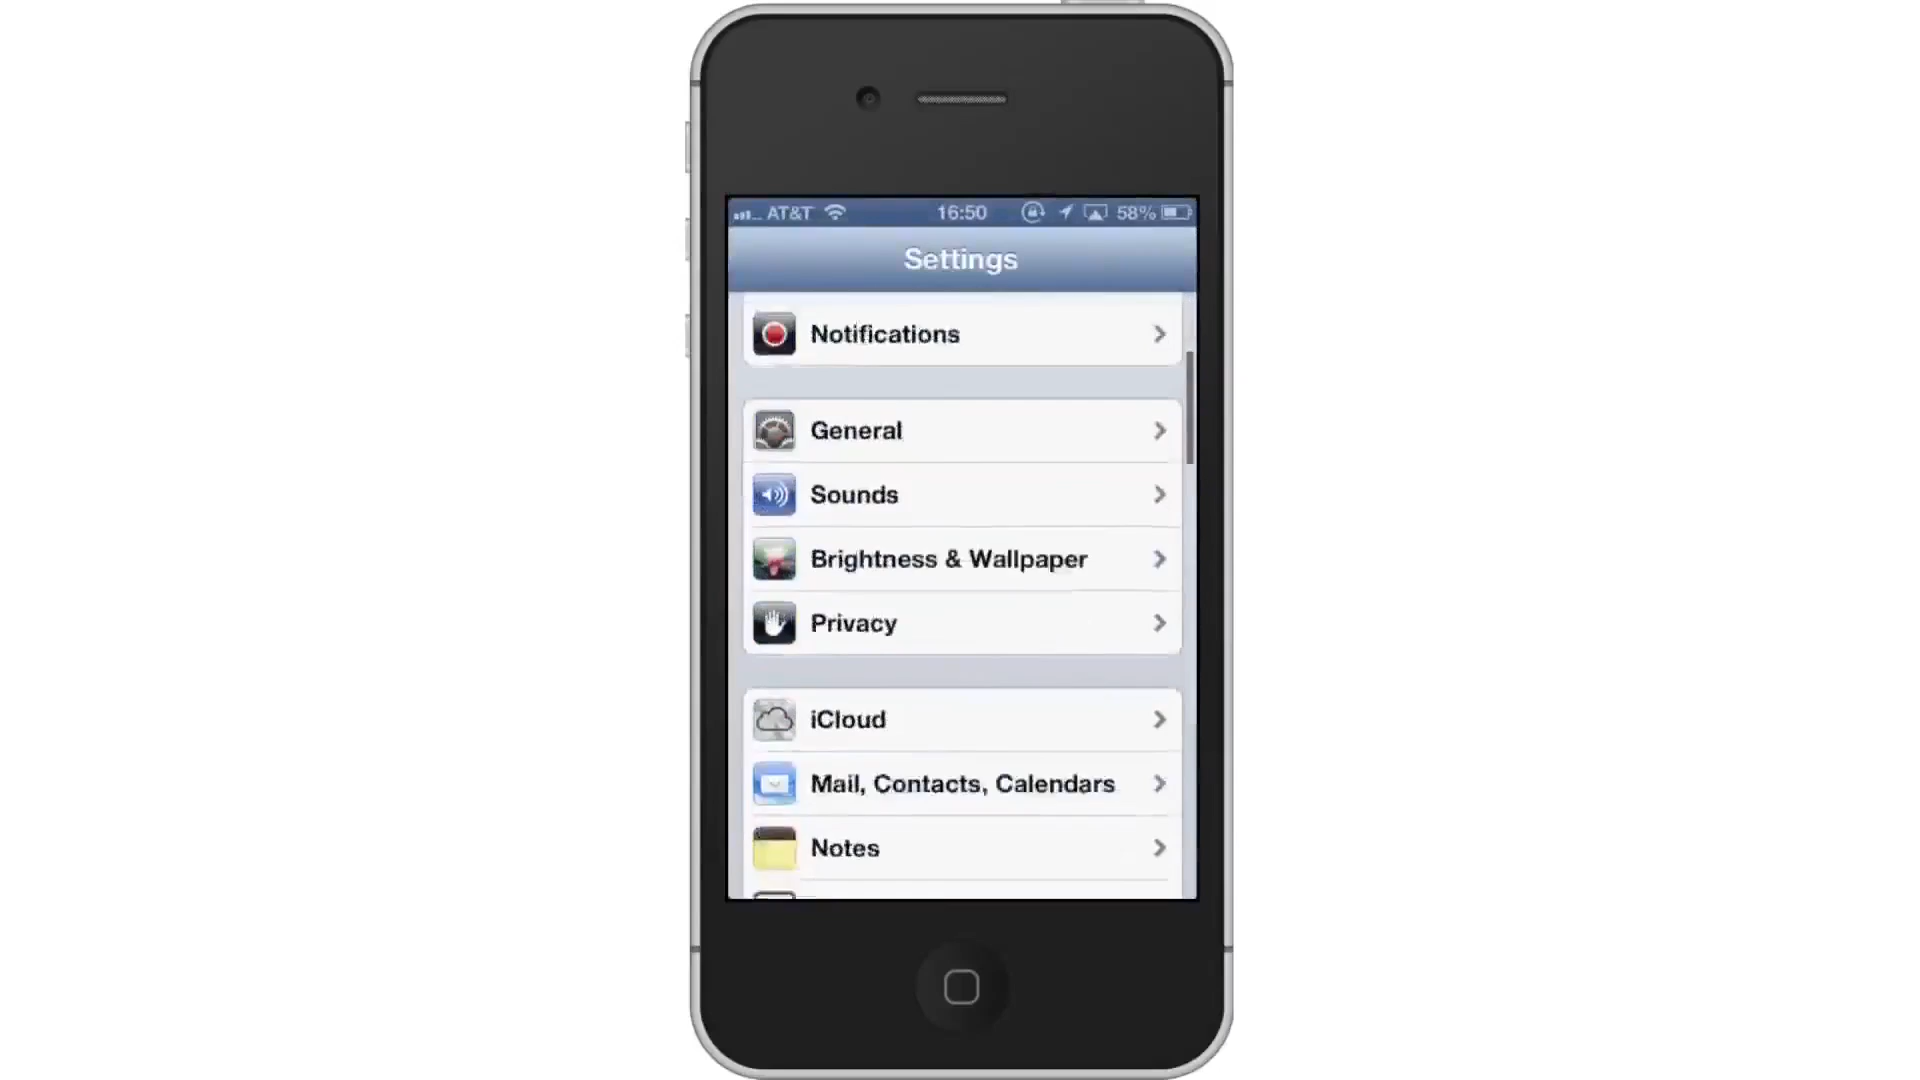 AT&T 16:50 58%
Settings
Notifications
General
Sounds
Brightness & Wallpaper
Privacy
iCloud
Mail, Contacts, Calendars
Notes